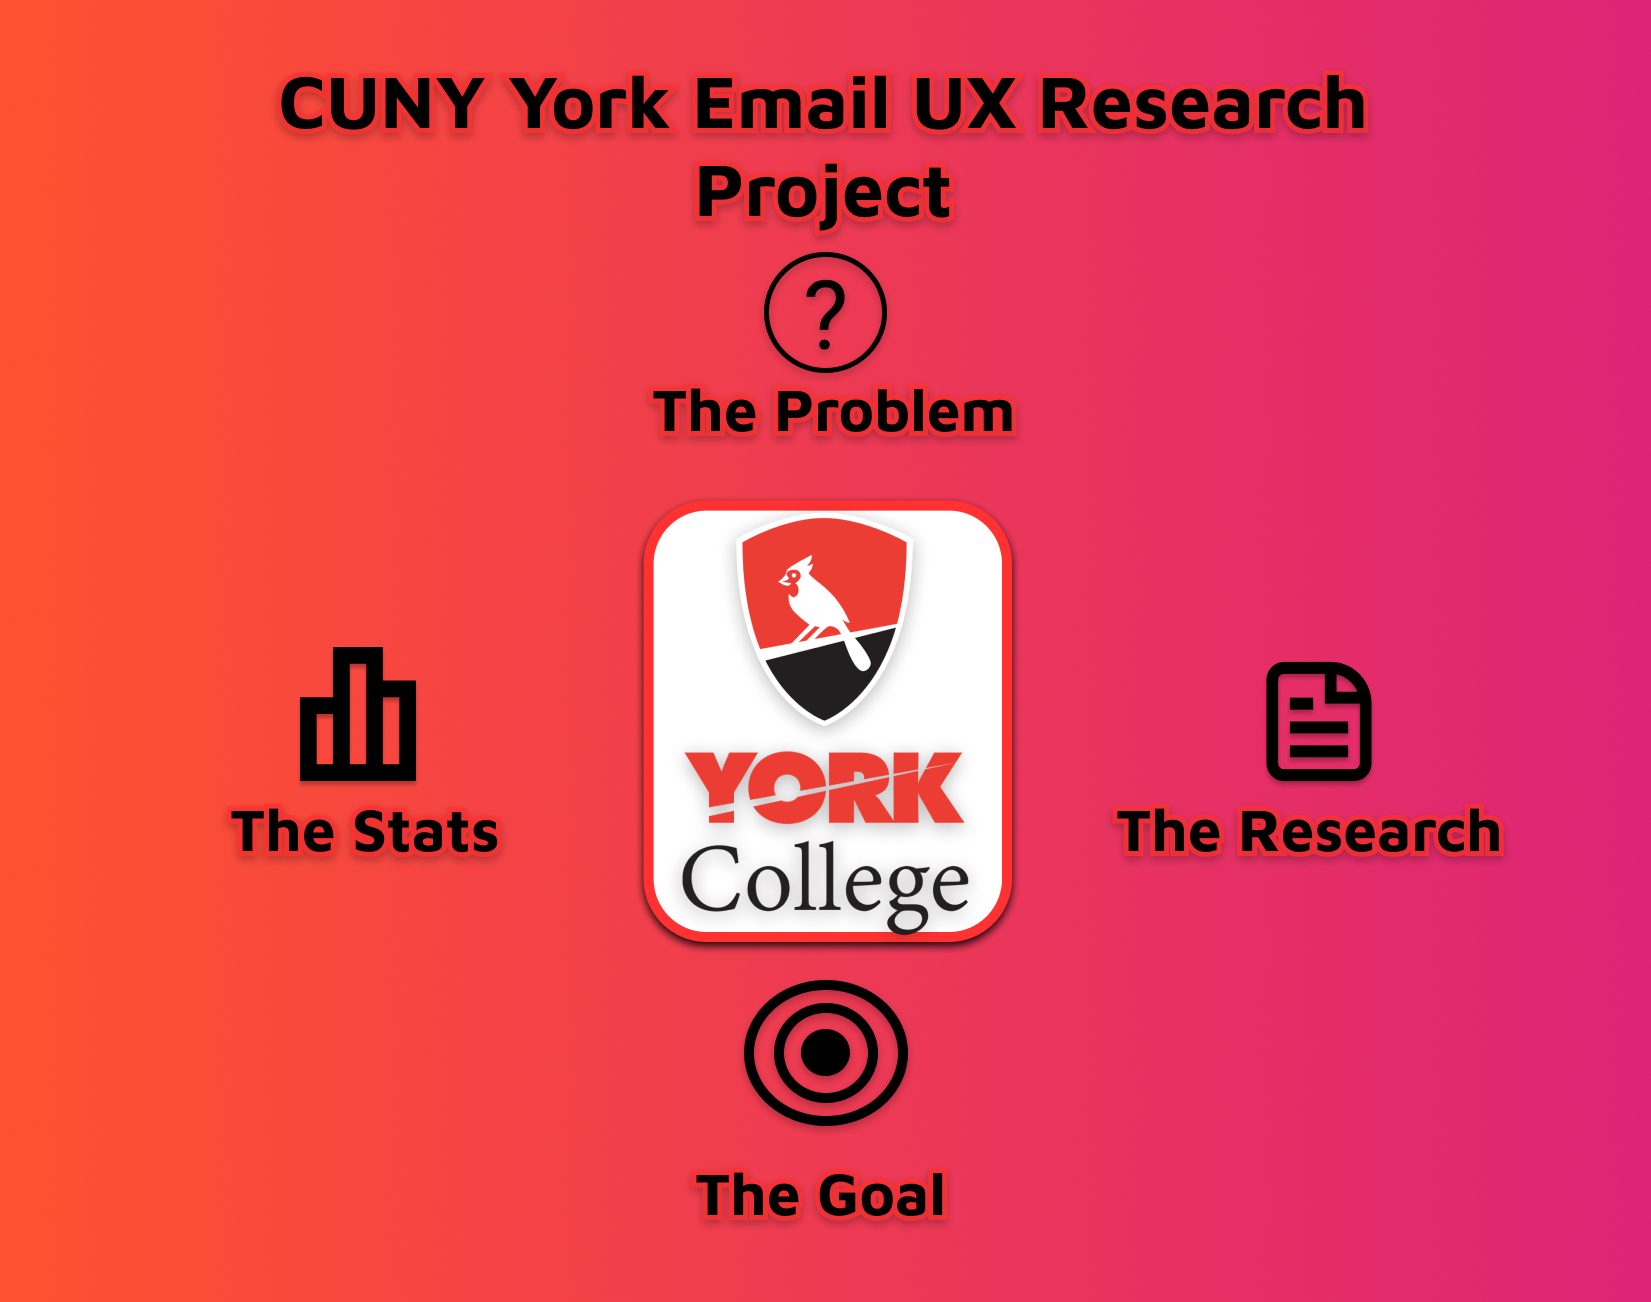 CUNY York Email UX Research
Project
?
The Problem
YORK
College
The Stats
The Research
The Goal